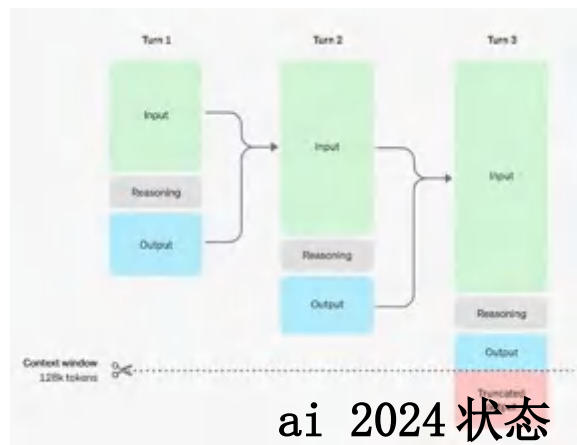 Turn 1
Turn 2
Turn 3
Input
Input
Input
Reasoning
Output
Reasoning
Output
Reasoning
Output
Context window
128k tokens
Truncated
ai 2024 状态